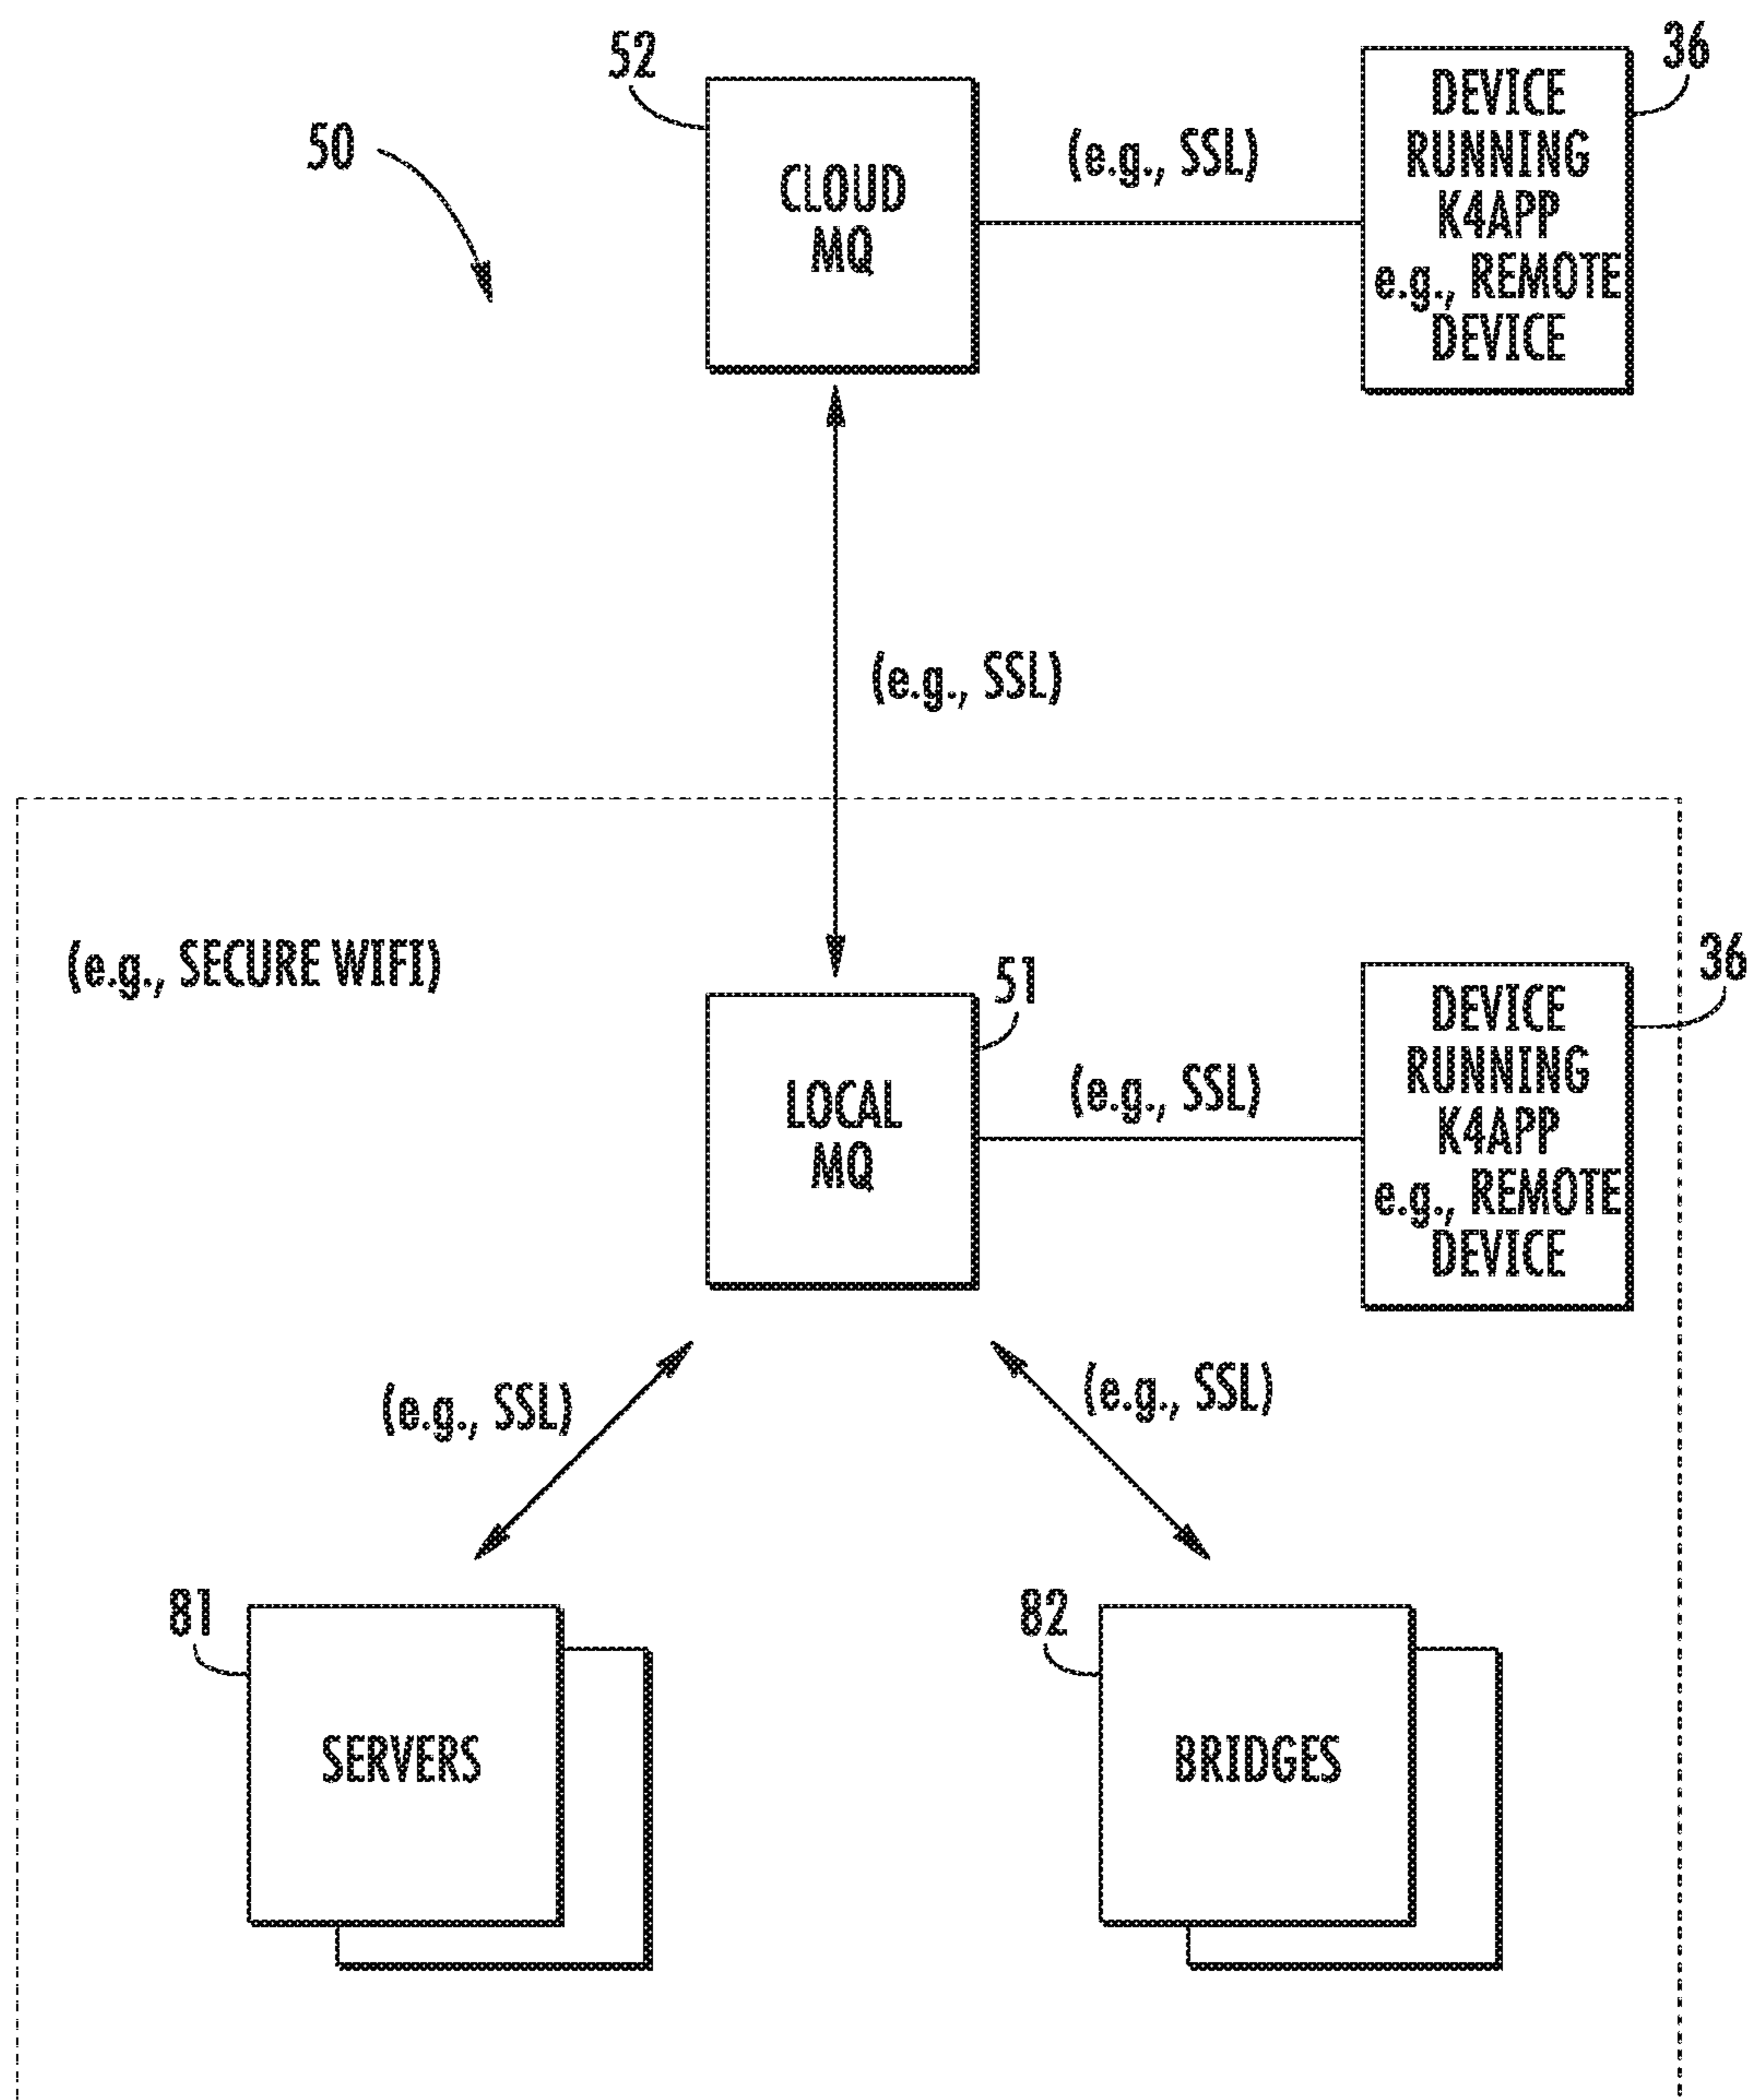 52
36
50
CLOUD
MQ
(e.g., SSL)
DEVICE
RUNNING
K4APP
e.g., REMOTE
DEVICE
(e.g., SSL)
(e.g., SECURE WIFI)
51
36
LOCAL
MQ
(e.g., SSL)
DEVICE
RUNNING
K4APP
e.g., REMOTE
DEVICE
(e.g., SSL)
(e.g., SSL)
81
82
SERVERS
BRIDGES